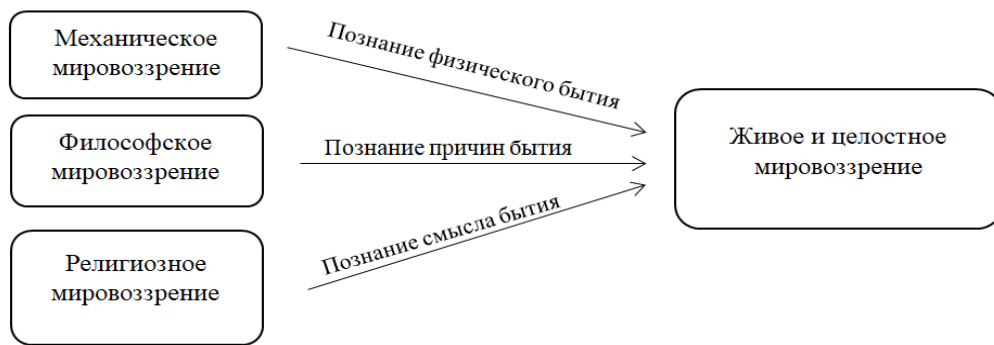 Механическое
мировоззрение
Познание физического бытия
Философское
мировоззрение
Познание причин бытия
Религиозное
мировоззрение
Познание смысла бытия
Живое и целостное
мировоззрение